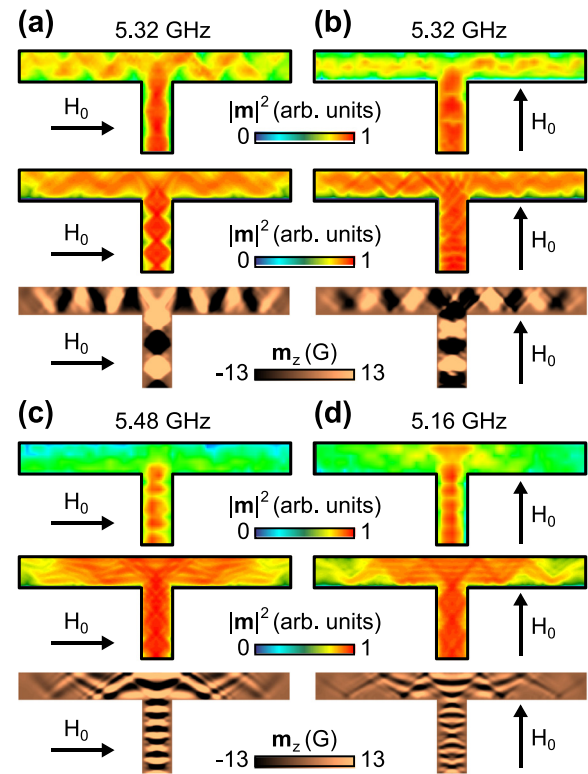 (a) 5.32 GHz (b) 5.32 GHz
H0 |m|² (arb. units) H0
0 1
H0 |m|² (arb. units) H0
0 1
H0 mz (G) H0
-13 13
(c) 5.48 GHz (d) 5.16 GHz
H0 |m|² (arb. units) H0
0 1
H0 |m|² (arb. units) H0
0 1
H0 mz (G) H0
-13 13